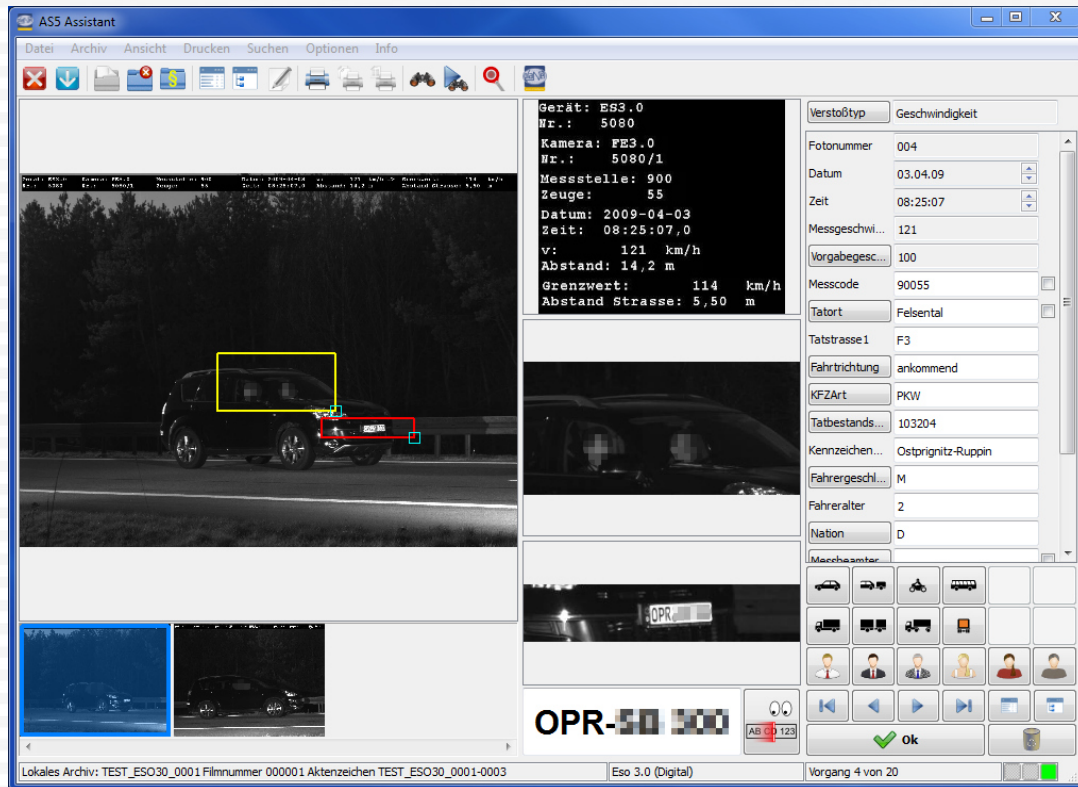 AS5 Assistant
Datei Archiv Ansicht Drucken Suchen Optionen Info
Gerät: ES3.0
Nr.: 5080
Kamera: FE3.0
Nr.: 5080/1
Messstelle: 900
Zeuge: 55
Datum: 2009-04-03
Zeit: 08:25:07,0
v: 121 km/h
Abstand: 14,2 m
Grenzwert: 114 km/h
Abstand Strasse: 5,50 m
OPR
OPR-
AB CD 123
Verstoßtyp Geschwindigkeit
Fotonummer 004
Datum 03.04.09
Zeit 08:25:07
Messgeschwi... 121
Vorgabegesc... 100
Messcode 90055
Tatort Felsental
Tatstrasse1 F3
Fahrtrichtung ankommend
KFZArt PKW
Tatbestands... 103204
Kennzeichen... Ostprignitz-Ruppin
Fahrergeschl... M
Fahreralter 2
Nation D
Messbeamter
Ok
Lokales Archiv: TEST_ESO30_0001 Filmnummer 000001 Aktenzeichen TEST_ESO30_0001-0003
Eso 3.0 (Digital)
Vorgang 4 von 20